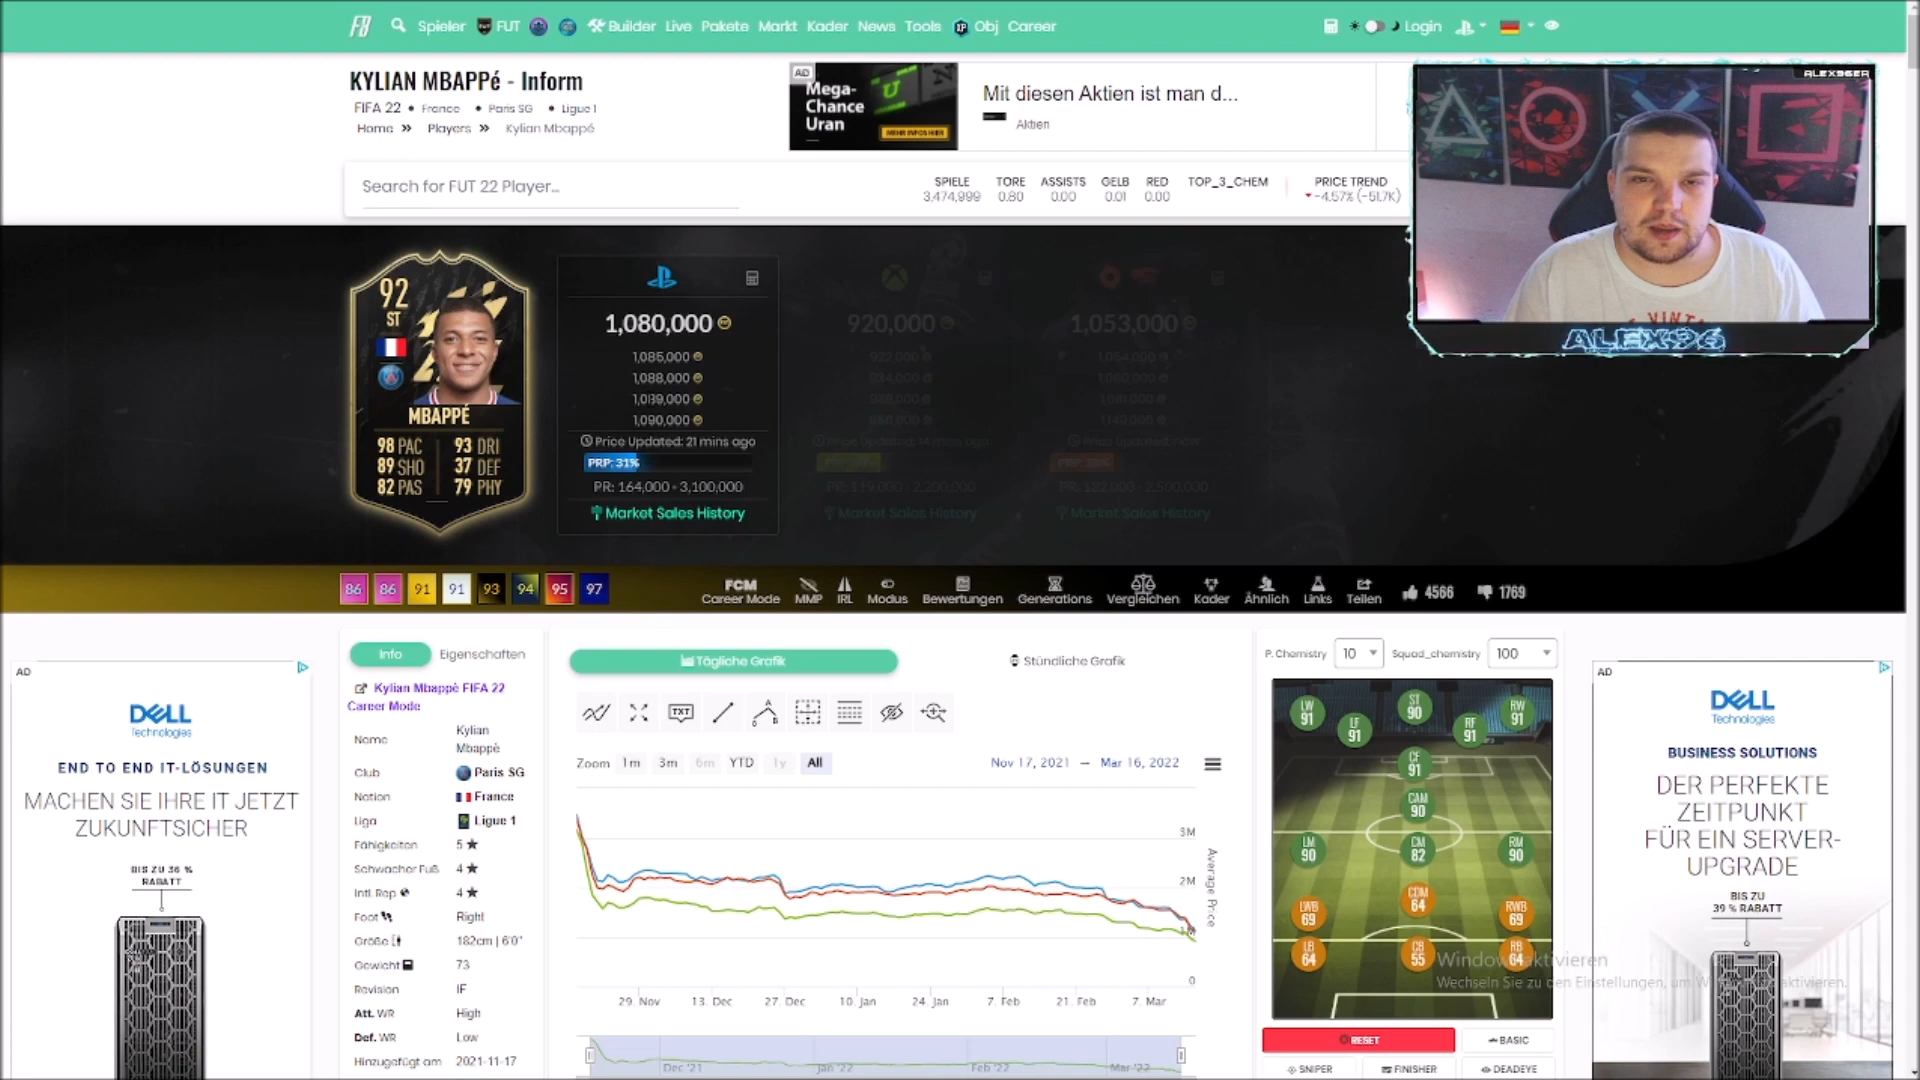 Spieler FUT Builder Live Pakete Markt Kader News Tools Obj Career Login
KYLIAN MBAPPé - Inform
FIFA 22 • France • Paris SG • Ligue 1
Home » Players » Kylian Mbappé
AD
Mega-
Chance
Uran
MEHR INFOS HIER
Mit diesen Aktien ist man d...
Aktien
ALEX96ER
ALEX96
Search for FUT 22 Player...
SPIELE TORE ASSISTS GELB RED TOP_3_CHEM PRICE TREND
3,474,999 0.80 0.00 0.01 0.00 -4.57% (-51.7K)
92
ST
MBAPPÉ
98 PAC 93 DRI
89 SHO 37 DEF
82 PAS 79 PHY
1,080,000
1,085,000
1,088,000
1,089,000
1,090,000
Price Updated: 21 mins ago
PRP: 31%
PR: 164,000 - 3,100,000
Market Sales History
920,000
Market Sales History
1,053,000
Market Sales History
86 86 91 91 93 94 95 97
FCM
Career Mode MMP IRL Modus Bewertungen Generations Vergleichen Kader Ähnlich Links Teilen 4566 1769
Info Eigenschaften
Kylian Mbappé FIFA 22
Career Mode
Name Kylian
Mbappé
Club Paris SG
Nation France
Liga Ligue 1
Fähigkeiten 5 ★
Schwacher Fuß 4 ★
Intl. Rep 4 ★
Foot Right
Größe 182cm | 6'0"
Gewicht 73
Revision IF
Att. WR High
Def. WR Low
Hinzugefügt am 2021-11-17
Tägliche Grafik Stündliche Grafik
TXT
Zoom 1m 3m 6m YTD 1y All Nov 17, 2021 – Mar 16, 2022
3M
2M
1M
0
Average Price
29. Nov 13. Dec 27. Dec 10. Jan 24. Jan 7. Feb 21. Feb 7. Mar
Dec '21 Jan '22 Feb '22 Mar '22
P. Chemistry 10 Squad_chemistry 100
LW 91
ST 90
RW 91
LF 91
RF 91
CF 91
CAM 90
LM 90
CM 82
RM 90
CDM 64
LWB 69
RWB 69
LB 64
CB 55
RB 64
RESET BASIC
SNIPER FINISHER DEADEYE
AD
DELL
Technologies
END TO END IT-LÖSUNGEN
MACHEN SIE IHRE IT JETZT
ZUKUNFTSICHER
BIS ZU 36 %
RABATT
AD
DELL
Technologies
BUSINESS SOLUTIONS
DER PERFEKTE
ZEITPUNKT
FÜR EIN SERVER-
UPGRADE
BIS ZU
39 % RABATT